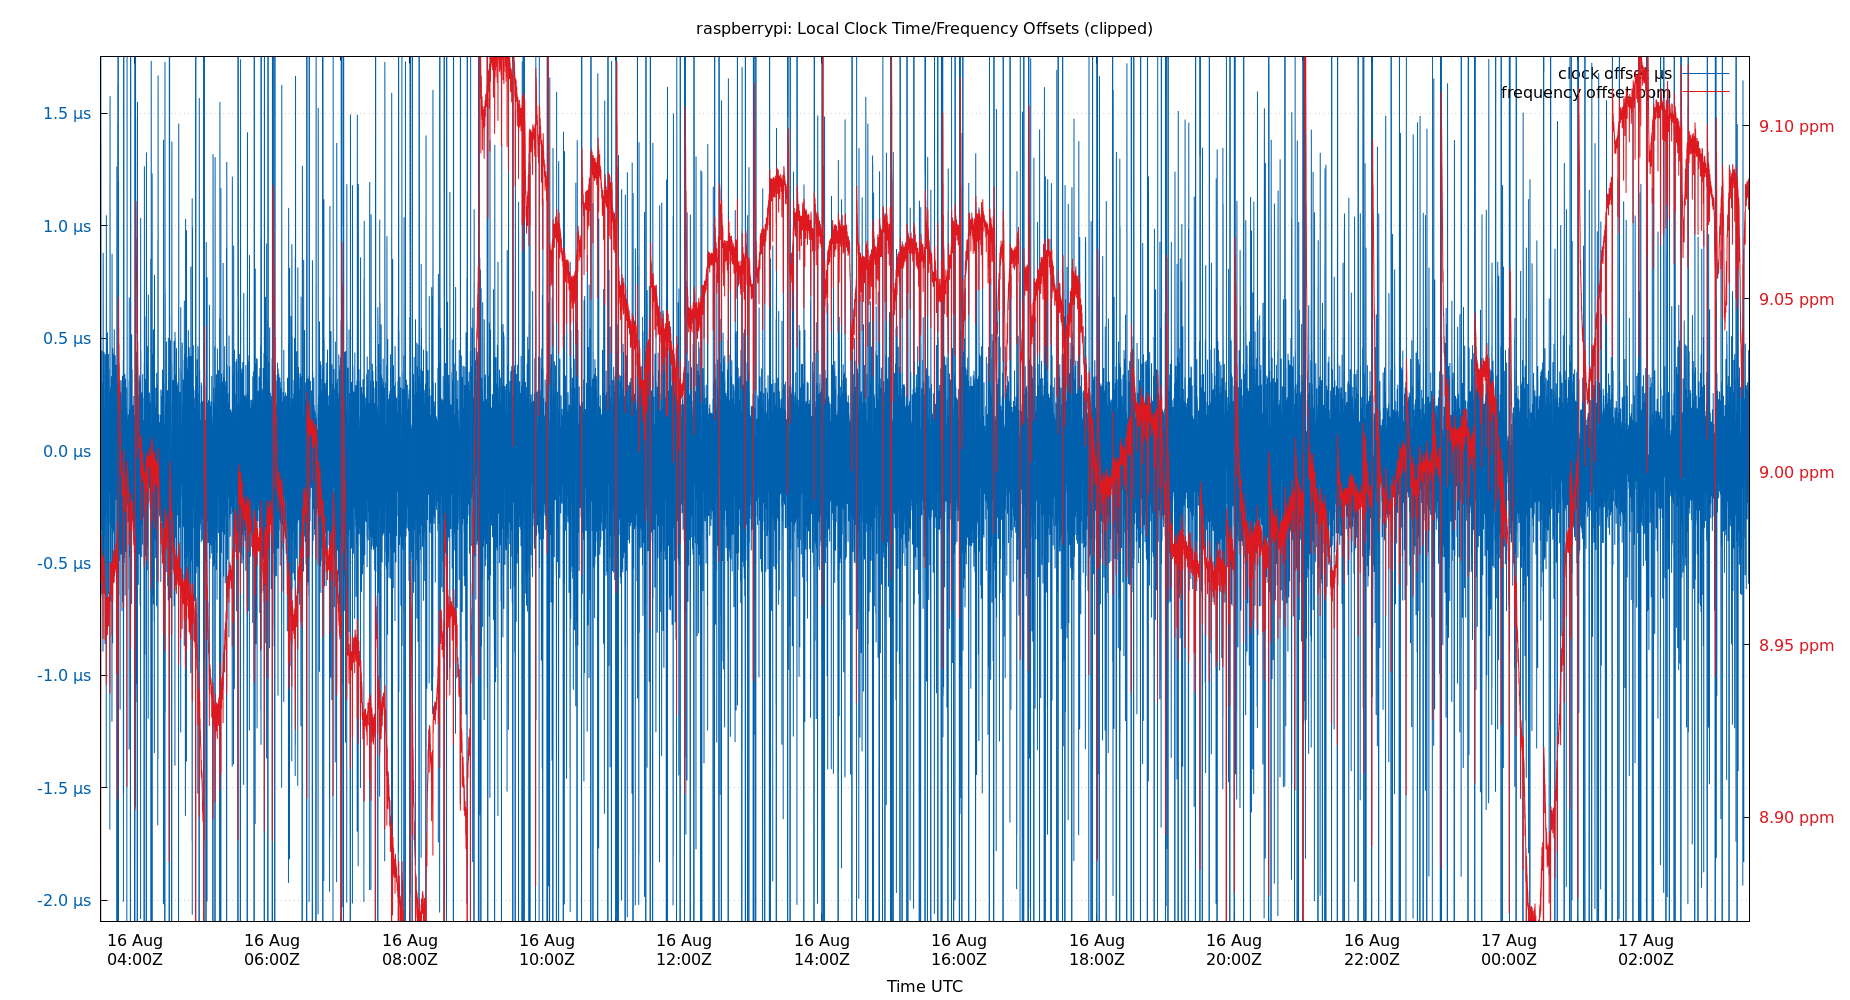 raspberrypi: Local Clock Time/Frequency Offsets (clipped)
clock offset µs
frequency offset ppm
1.5 µs
1.0 µs
0.5 µs
0.0 µs
-0.5 µs
-1.0 µs
-1.5 µs
-2.0 µs
9.10 ppm
9.05 ppm
9.00 ppm
8.95 ppm
8.90 ppm
16 Aug
04:00Z
16 Aug
06:00Z
16 Aug
08:00Z
16 Aug
10:00Z
16 Aug
12:00Z
16 Aug
14:00Z
16 Aug
16:00Z
16 Aug
18:00Z
16 Aug
20:00Z
16 Aug
22:00Z
17 Aug
00:00Z
17 Aug
02:00Z
Time UTC